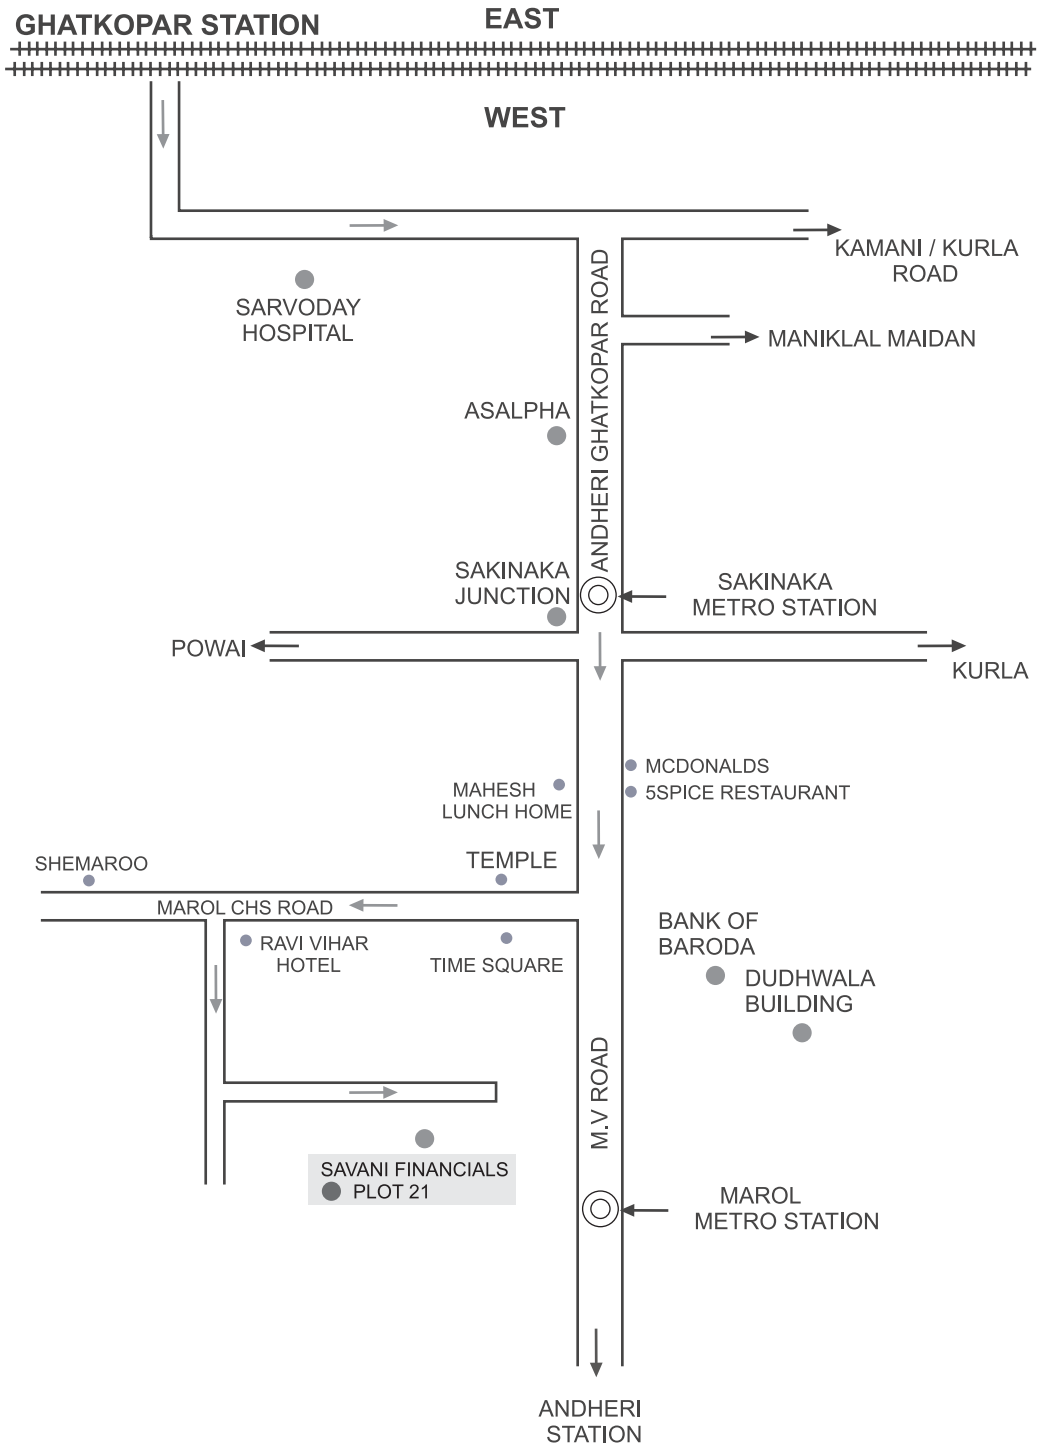 GHATKOPAR STATION
EAST
WEST
KAMANI / KURLA
ROAD
SARVODAY
HOSPITAL
ANDHERI GHATKOPAR ROAD
MANIKLAL MAIDAN
ASALPHA
SAKINAKA
JUNCTION
SAKINAKA
METRO STATION
POWAI
KURLA
MCDONALDS
5SPICE RESTAURANT
MAHESH
LUNCH HOME
SHEMAROO
TEMPLE
MAROL CHS ROAD
RAVI VIHAR
HOTEL
TIME SQUARE
BANK OF
BARODA
DUDHWALA
BUILDING
M.V ROAD
SAVANI FINANCIALS
PLOT 21
MAROL
METRO STATION
ANDHERI
STATION